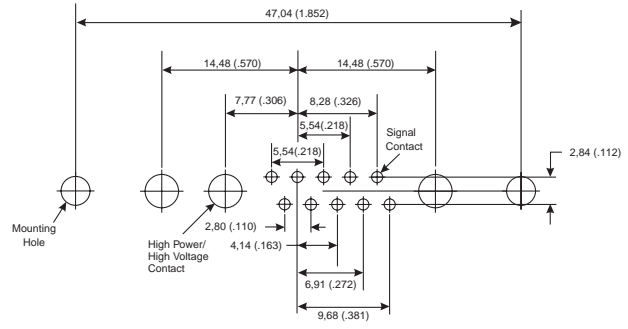 47,04 (1.852)
14,48 (.570)
14,48 (.570)
7,77 (.306)
8,28 (.326)
5,54(.218)
Signal
Contact
5,54(.218)
2,84 (.112)
Mounting
Hole
2,80 (.110)
High Power/
High Voltage
Contact
4,14 (.163)
6,91 (.272)
9,68 (.381)